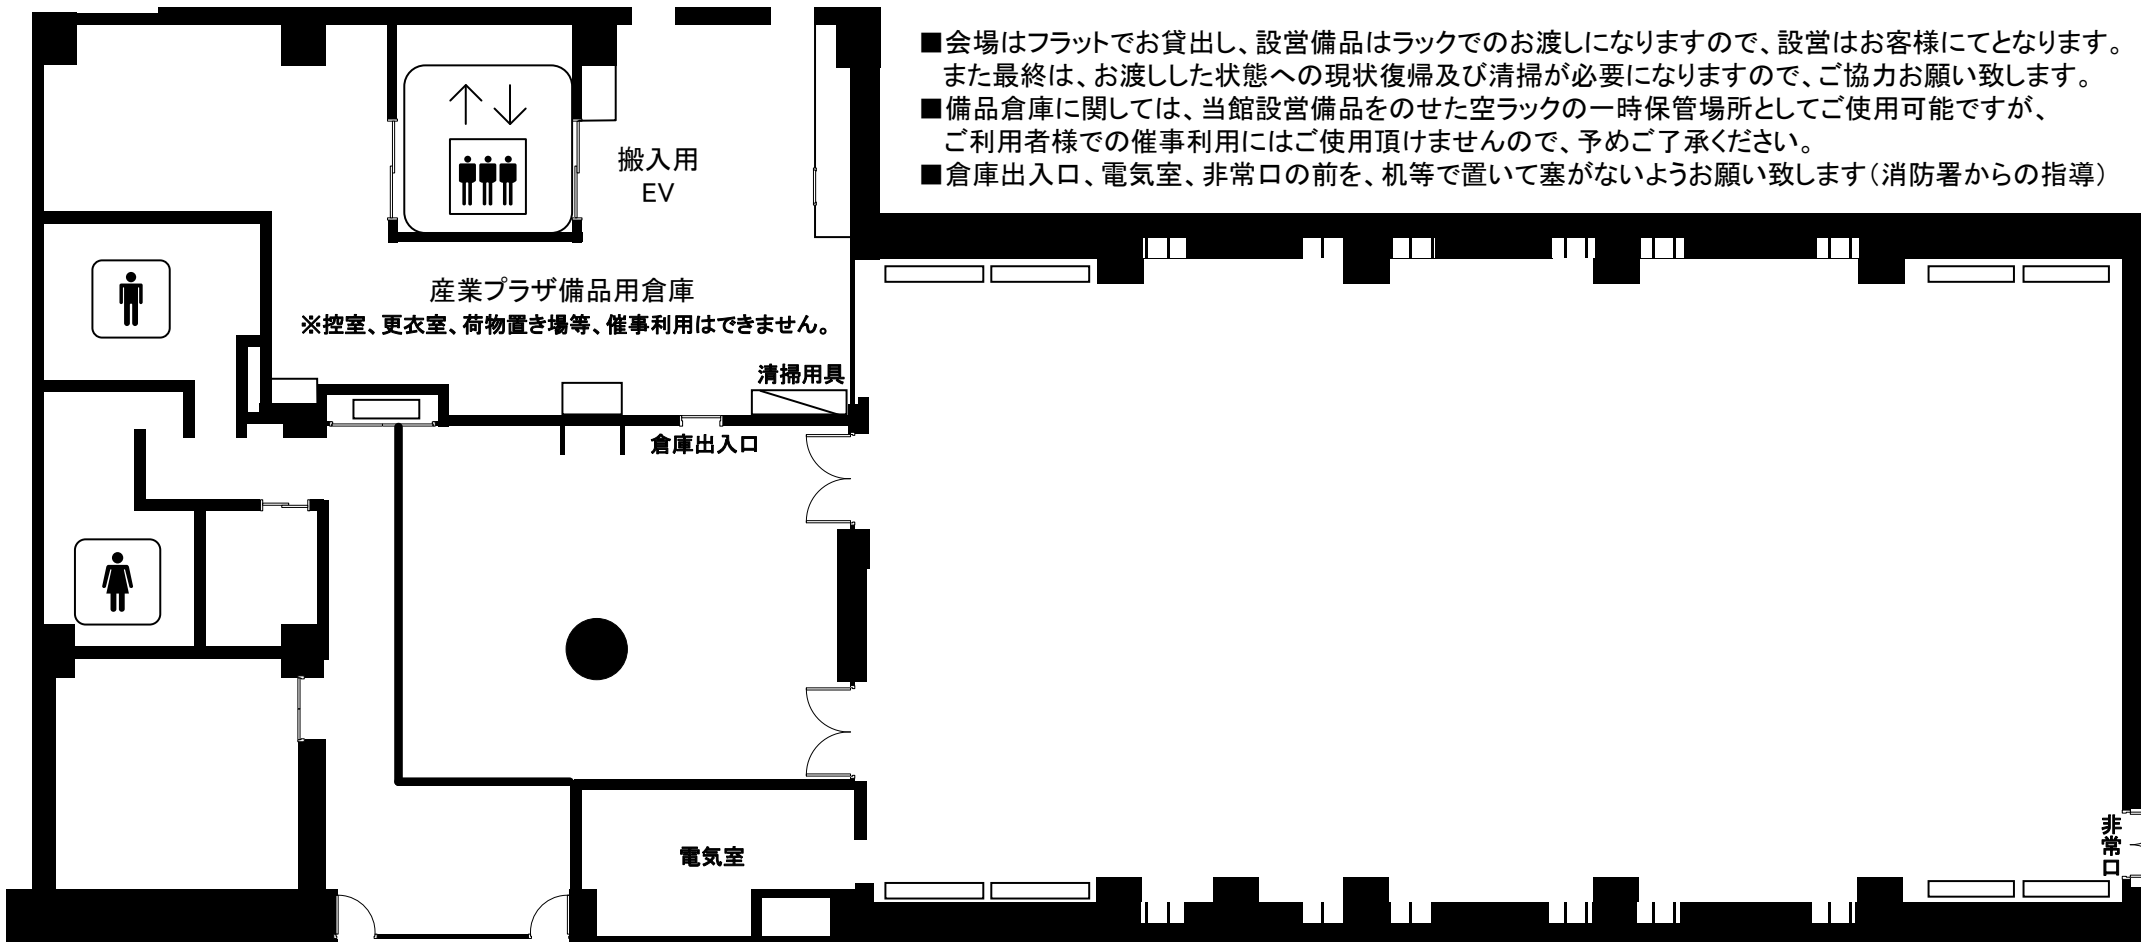 ■会場はフラットでお貸出し、設営備品はラックでのお渡しになりますので、設営はお客様にてとなります。
また最終は、お渡しした状態への現状復帰及び清掃が必要になりますので、ご協力お願い致します。
■備品倉庫に関しては、当館設営備品をのせた空ラックの一時保管場所としてご使用可能ですが、
ご利用者様での催事利用にはご使用頂けませんので、予めご了承ください。
■倉庫出入口、電気室、非常口の前を、机等で置いて塞がないようお願い致します（消防署からの指導）
搬入用
EV
産業プラザ備品用倉庫
※控室、更衣室、荷物置き場等、催事利用はできません。
清掃用具
倉庫出入口
電気室
非常口